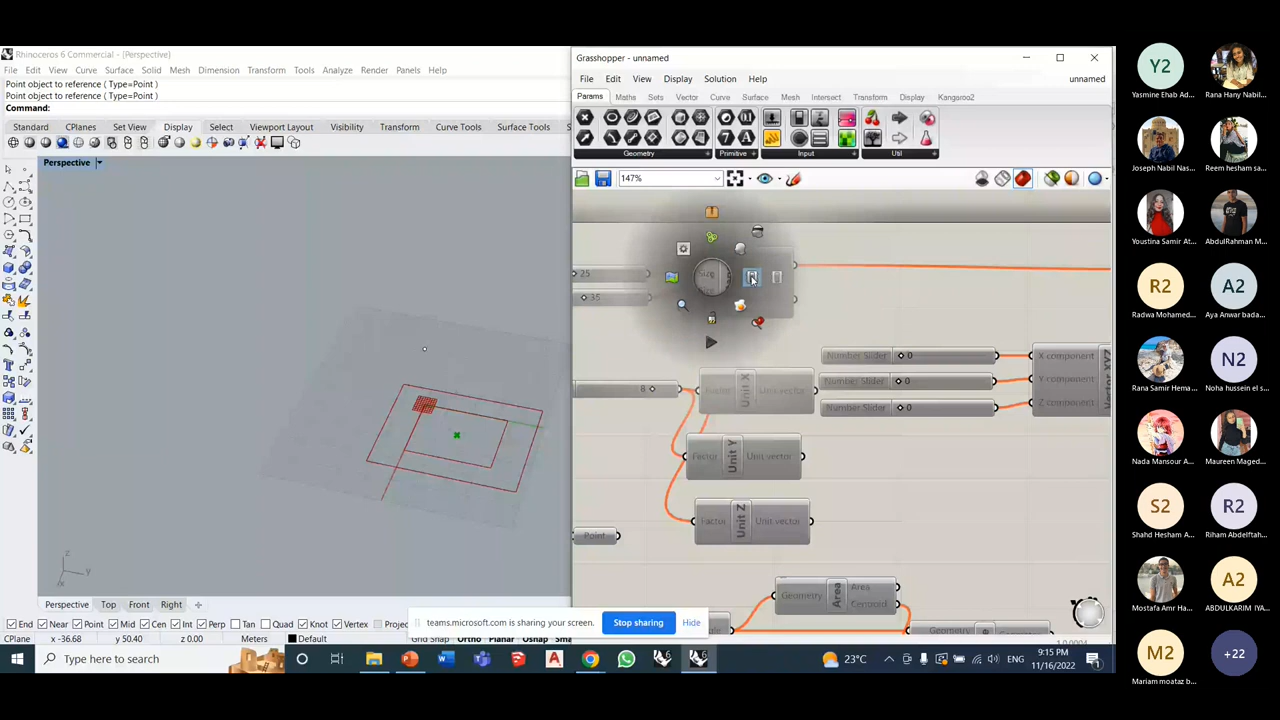 Rhinoceros 6 Commercial - [Perspective]
File Edit View Curve Surface Solid Mesh Dimension Transform Tools Analyze Render Panels Help
Point object to reference ( Type=Point )
Point object to reference ( Type=Point )
Command:
Standard CPlanes Set View Display Select Viewport Layout Visibility Transform Curve Tools Surface Tools
Perspective
z
y
x
Perspective Top Front Right
End Near Point Mid Cen Int Perp Tan Quad Knot Vertex Projec
CPlane x -36.68 y 50.40 z 0.00 Meters Default Grid Snap Ortho Planar Osnap
Grasshopper - unnamed
File Edit View Display Solution Help
unnamed
Params Maths Sets Vector Curve Surface Mesh Intersect Transform Display Kangaroo2
Geometry Primitive Input Util
147%
25
35
8
Factor Unit X Unit vector
Number Slider 0
Number Slider 0
Number Slider 0
X component
Y component
Z component
Vector XYZ
Factor Unit Y Unit vector
Factor Unit Z Unit vector
Point
Geometry Area Area
Centroid
teams.microsoft.com is sharing your screen.
Stop sharing
Hide
Type here to search
23°C
ENG
9:15 PM
11/16/2022
Y2
Yasmine Ehab Ad...
Rana Hany Nabil...
Joseph Nabil Nas...
Reem hesham sa...
Youstina Samir At...
AbdulRahman M...
R2
Radwa Mohamed...
A2
Aya Anwar bada...
Rana Samir Hema...
N2
Noha hussein el s...
Nada Mansour A...
Maureen Maged...
S2
Shahd Hesham A...
R2
Riham Abdelftah...
Mostafa Amr Ha...
A2
ABDULKARIM IYA...
M2
Mariam moataz b...
+22